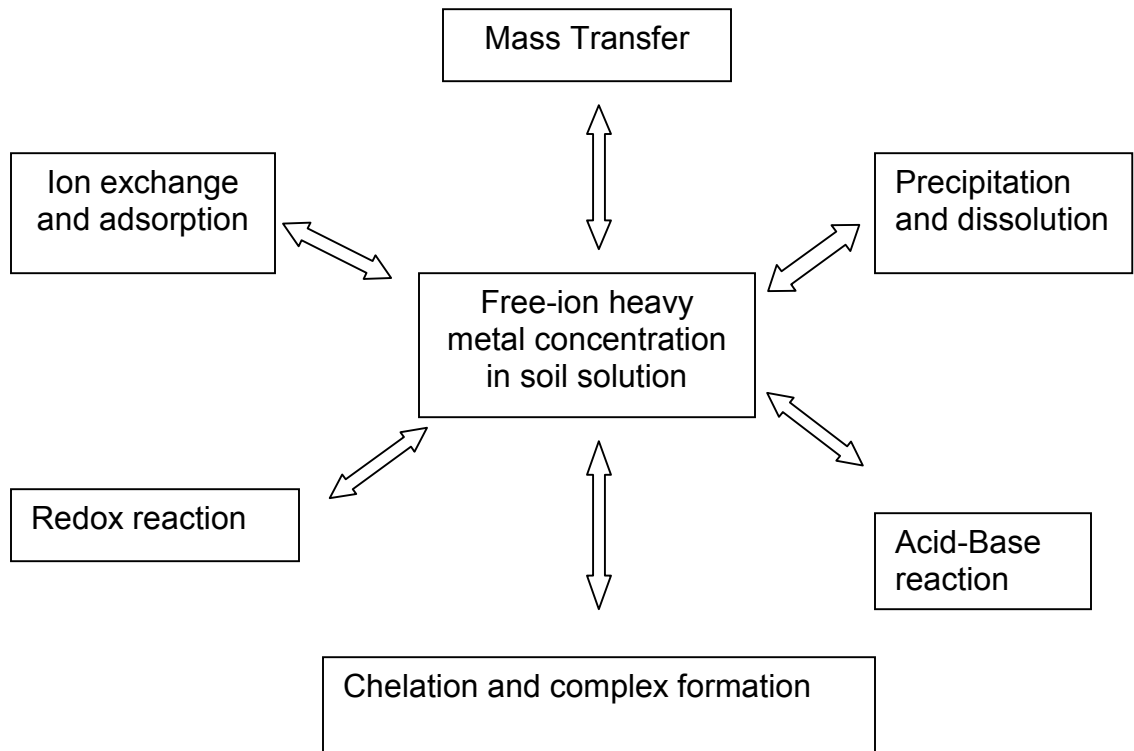 Mass Transfer
Ion exchange
and adsorption
Precipitation
and dissolution
Free-ion heavy
metal concentration
in soil solution
Redox reaction
Acid-Base
reaction
Chelation and complex formation